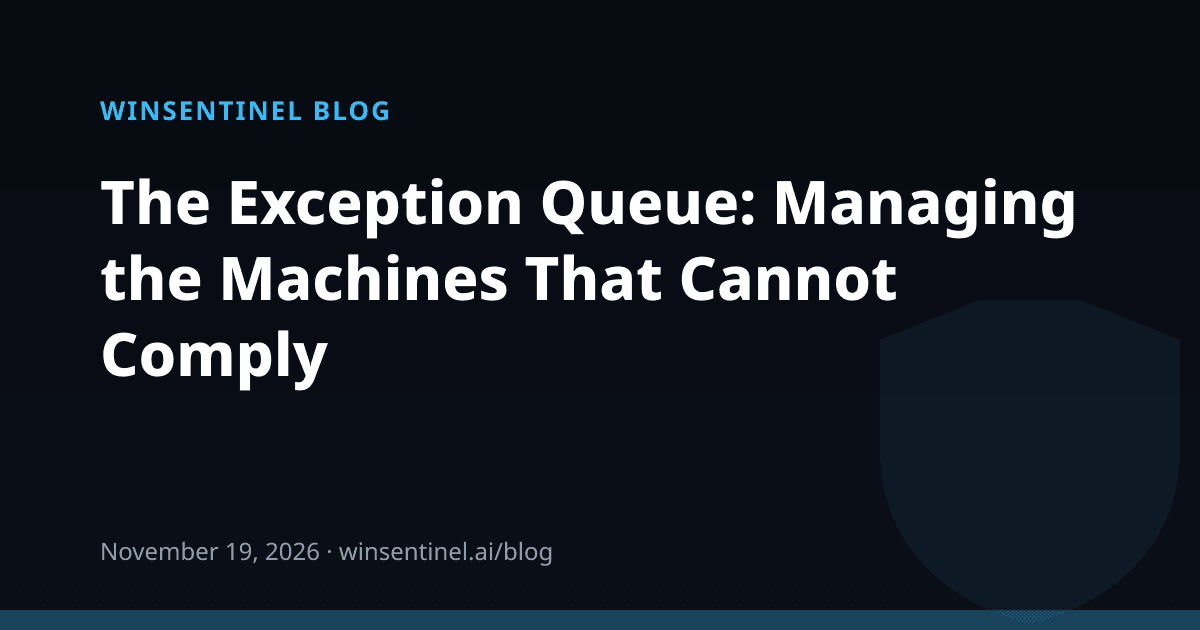 WINSENTINEL BLOG
The Exception Queue: Managing
the Machines That Cannot
Comply
November 19, 2026 · winsentinel.ai/blog